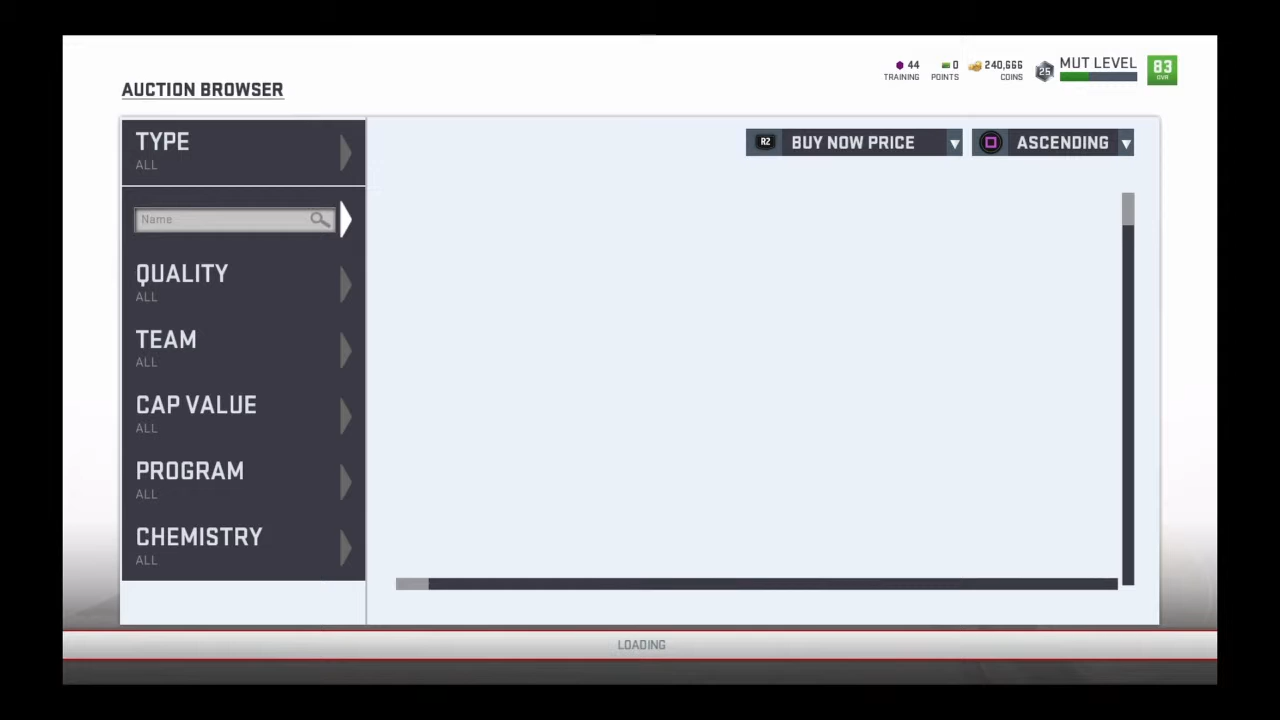 44
TRAINING
0
POINTS
240,666
COINS
25
MUT LEVEL
83
OVR
AUCTION BROWSER
TYPE
ALL
Name
QUALITY
ALL
TEAM
ALL
CAP VALUE
ALL
PROGRAM
ALL
CHEMISTRY
ALL
R2
BUY NOW PRICE
ASCENDING
LOADING